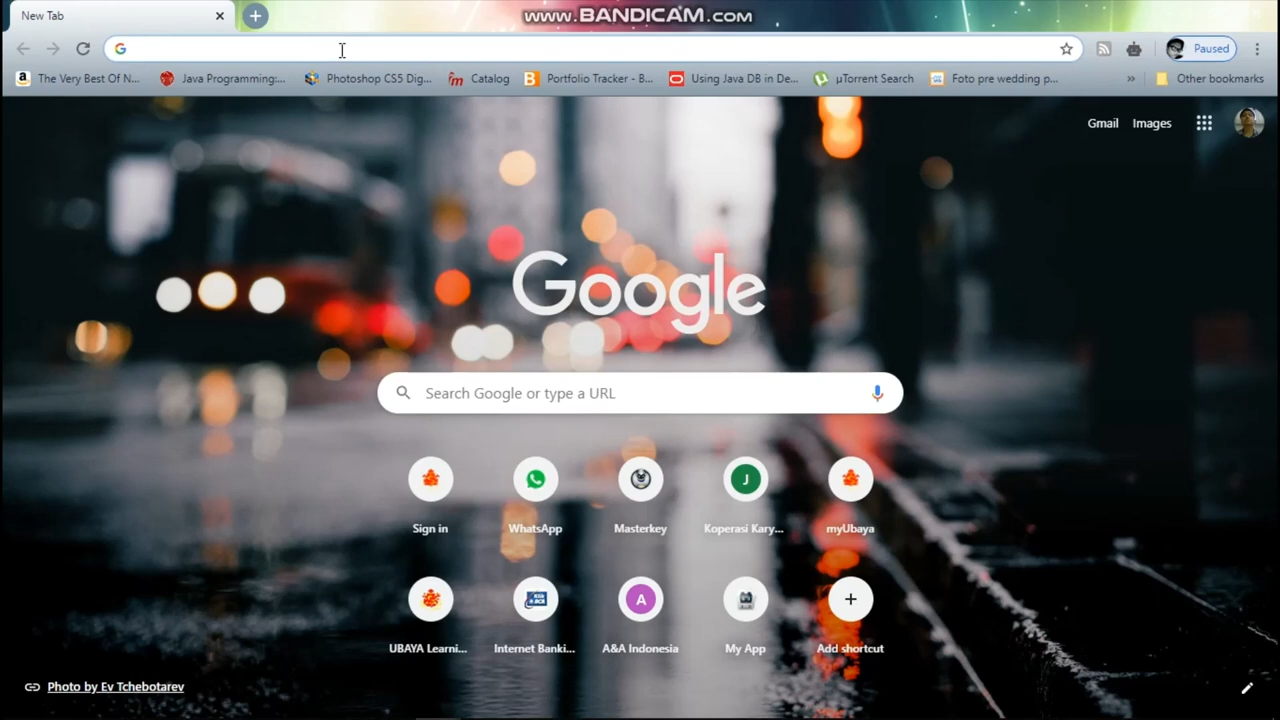 New Tab
www.BANDICAM.com
Paused
The Very Best Of N...
Java Programming:...
Photoshop CS5 Dig...
Catalog
Portfolio Tracker - B...
Using Java DB in De...
µTorrent Search
Foto pre wedding p...
»
Other bookmarks
Gmail
Images
Google
Search Google or type a URL
Sign in
WhatsApp
Masterkey
J
Koperasi Kary...
myUbaya
UBAYA Learni...
Internet Banki...
A
A&A Indonesia
My App
Add shortcut
Photo by Ev Tchebotarev